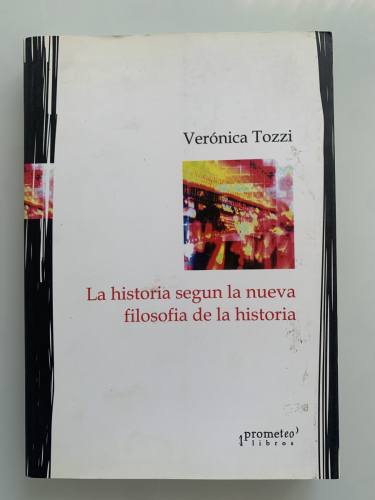 Verónica Tozzi
La historia segun la nueva
filosofia de la historia
prometeo
libros